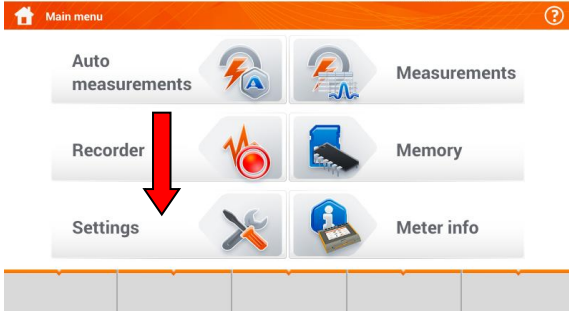 Main menu
?
Auto
measurements
A
Measurements
Recorder
Memory
Settings
Meter info